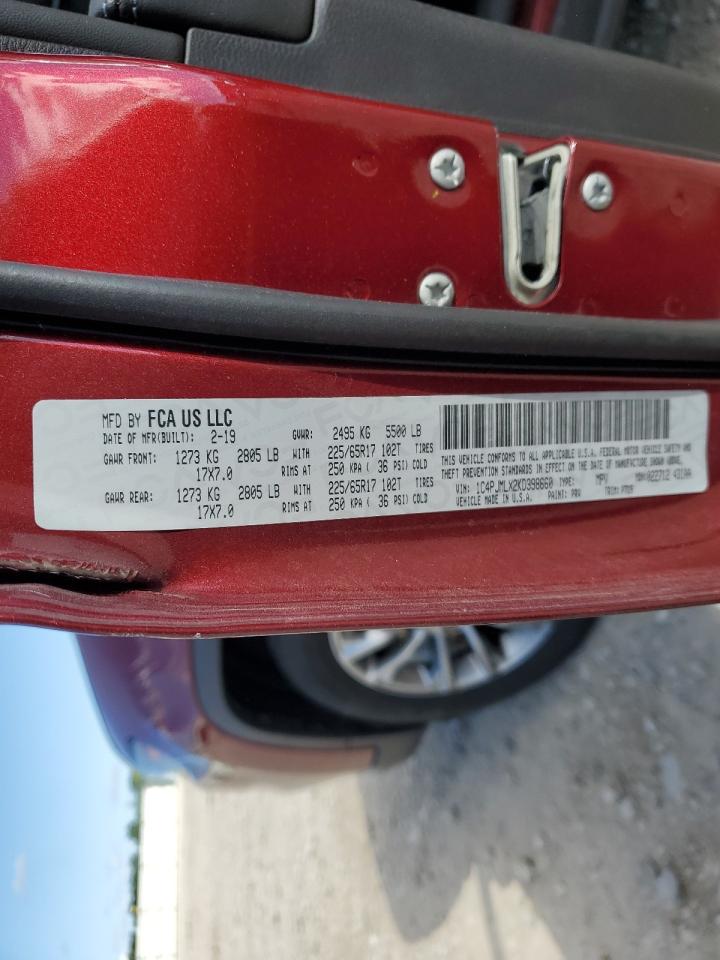 MFD BY FCA US LLC
DATE OF MFR(BUILT): 2-19 GVWR: 2495 KG 5500 LB
GAWR FRONT: 1273 KG 2805 LB WITH 225/65R17 102T TIRES
17X7.0 RIMS AT 250 KPA ( 36 PSI) COLD
GAWR REAR: 1273 KG 2805 LB WITH 225/65R17 102T TIRES
17X7.0 RIMS AT 250 KPA ( 36 PSI) COLD
THIS VEHICLE CONFORMS TO ALL APPLICABLE U.S.A. FEDERAL MOTOR VEHICLE SAFETY AND
THEFT PREVENTION STANDARDS IN EFFECT ON THE DATE OF MANUFACTURE SHOWN ABOVE.
VIN: 1C4PJMLX2KD398660 TYPE: MPV MDH:022712
VEHICLE MADE IN U.S.A. PAINT: PRV TRIM: